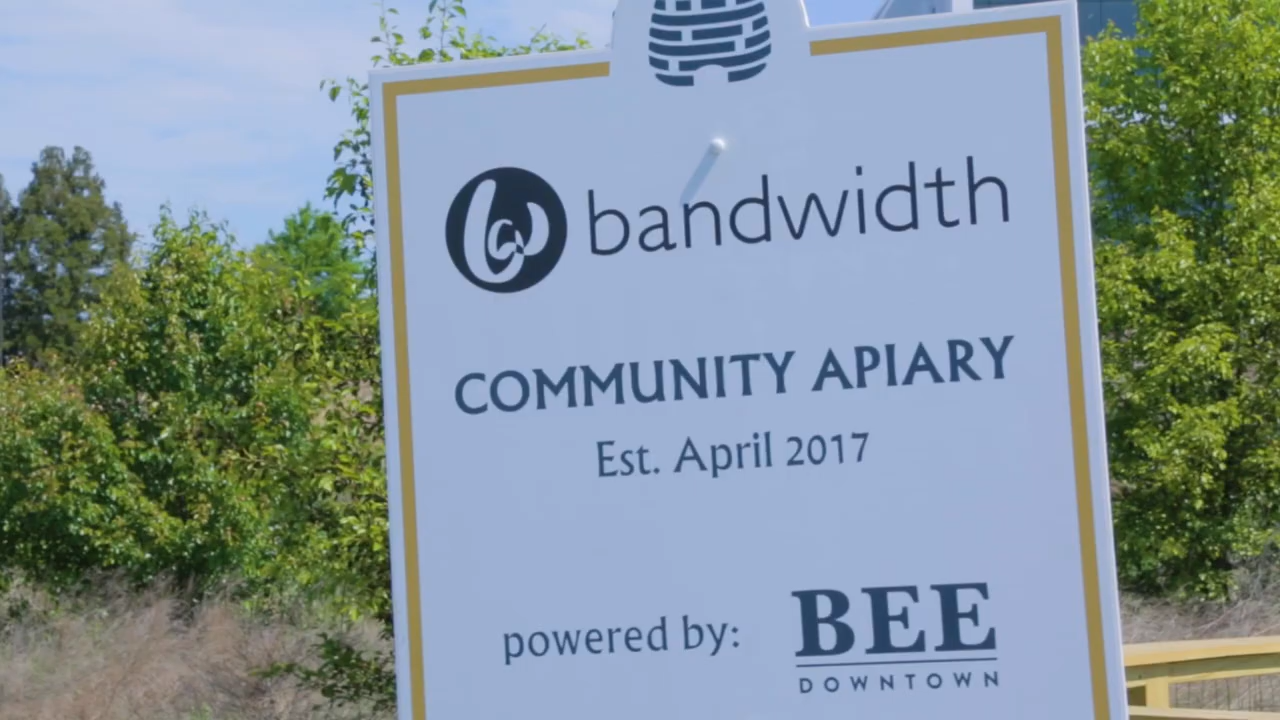 bandwidth
COMMUNITY APIARY
Est. April 2017
powered by:
BEE
DOWNTOWN